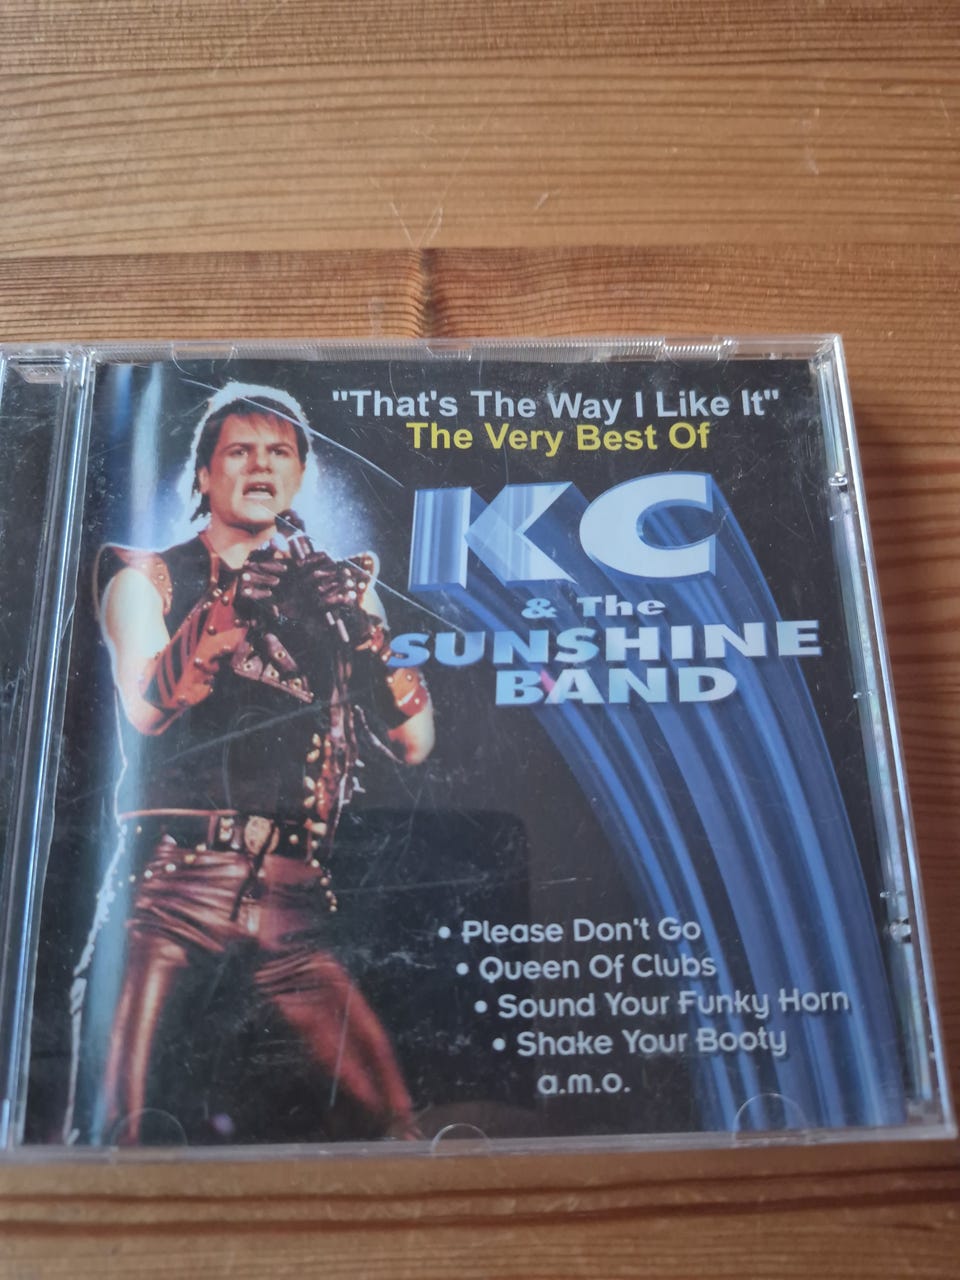 "That's The Way I Like It"
The Very Best Of
KC
& The
SUNSHINE
BAND
• Please Don't Go
• Queen Of Clubs
• Sound Your Funky Horn
• Shake Your Booty
a.m.o.